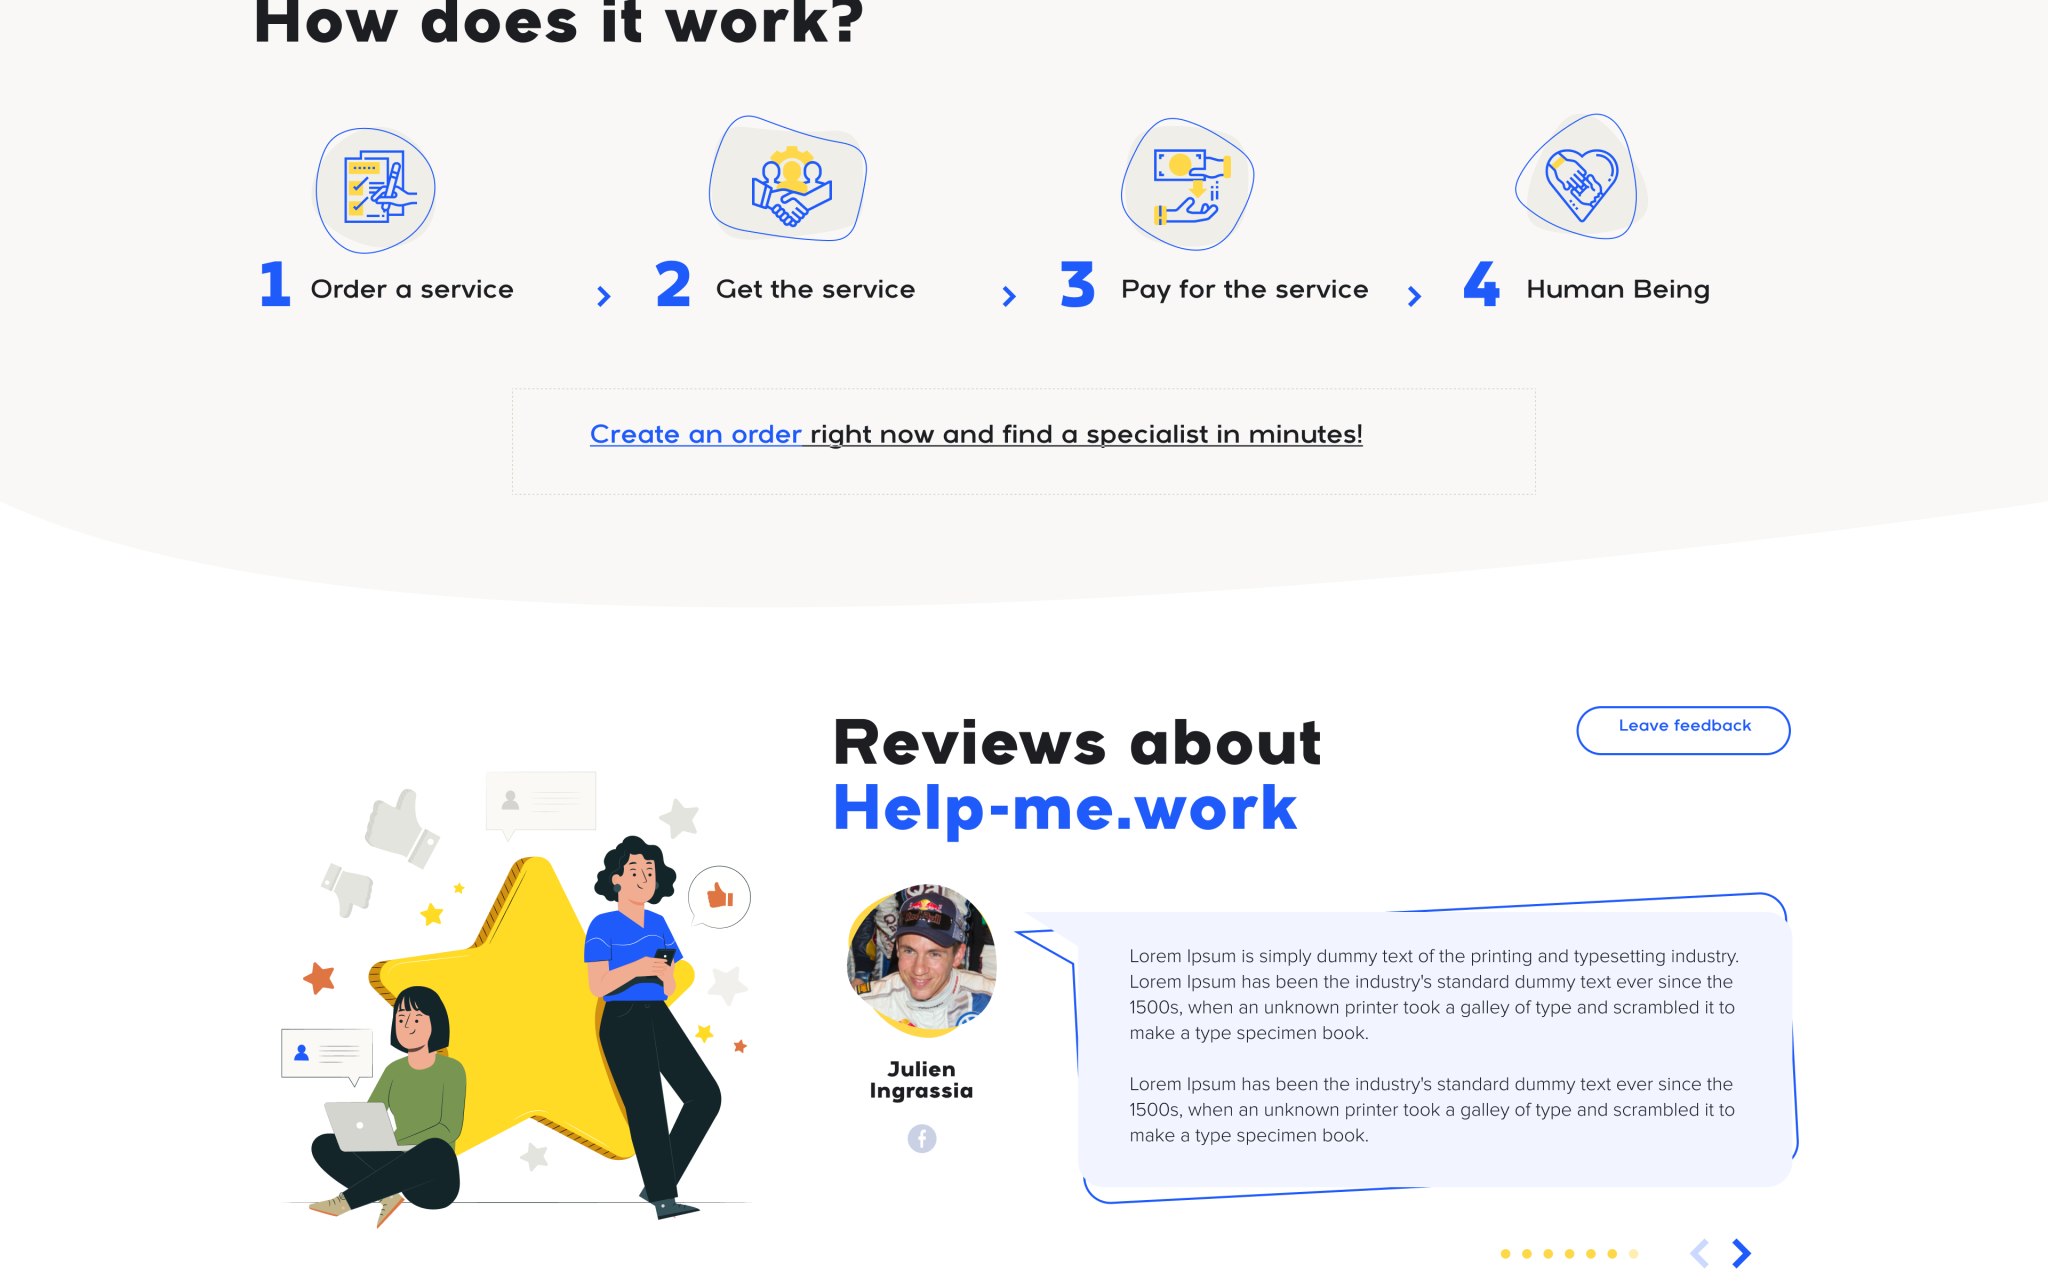 How does it work?
1 Order a service
2 Get the service
3 Pay for the service
4 Human Being
Create an order right now and find a specialist in minutes!
Reviews about
Help-me.work
Leave feedback
Julien
Ingrassia
Lorem Ipsum is simply dummy text of the printing and typesetting industry.
Lorem Ipsum has been the industry's standard dummy text ever since the
1500s, when an unknown printer took a galley of type and scrambled it to
make a type specimen book.
Lorem Ipsum has been the industry's standard dummy text ever since the
1500s, when an unknown printer took a galley of type and scrambled it to
make a type specimen book.